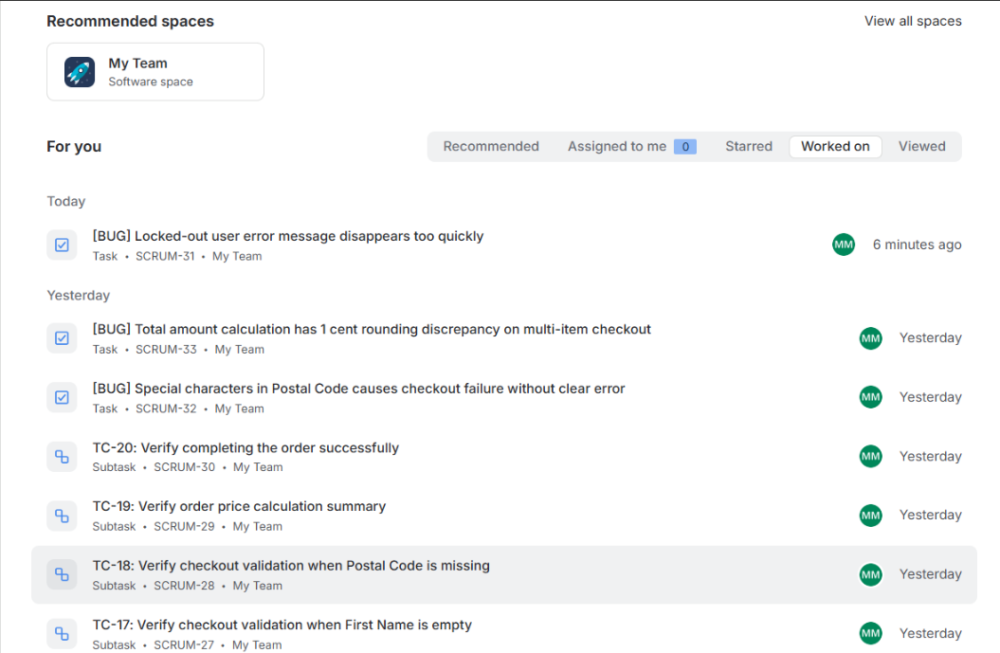 Recommended spaces
View all spaces
My Team
Software space
For you
Recommended
Assigned to me 0
Starred
Worked on
Viewed
Today
[BUG] Locked-out user error message disappears too quickly
Task • SCRUM-31 • My Team
MM 6 minutes ago
Yesterday
[BUG] Total amount calculation has 1 cent rounding discrepancy on multi-item checkout
Task • SCRUM-33 • My Team
MM Yesterday
[BUG] Special characters in Postal Code causes checkout failure without clear error
Task • SCRUM-32 • My Team
MM Yesterday
TC-20: Verify completing the order successfully
Subtask • SCRUM-30 • My Team
MM Yesterday
TC-19: Verify order price calculation summary
Subtask • SCRUM-29 • My Team
MM Yesterday
TC-18: Verify checkout validation when Postal Code is missing
Subtask • SCRUM-28 • My Team
MM Yesterday
TC-17: Verify checkout validation when First Name is empty
Subtask • SCRUM-27 • My Team
MM Yesterday